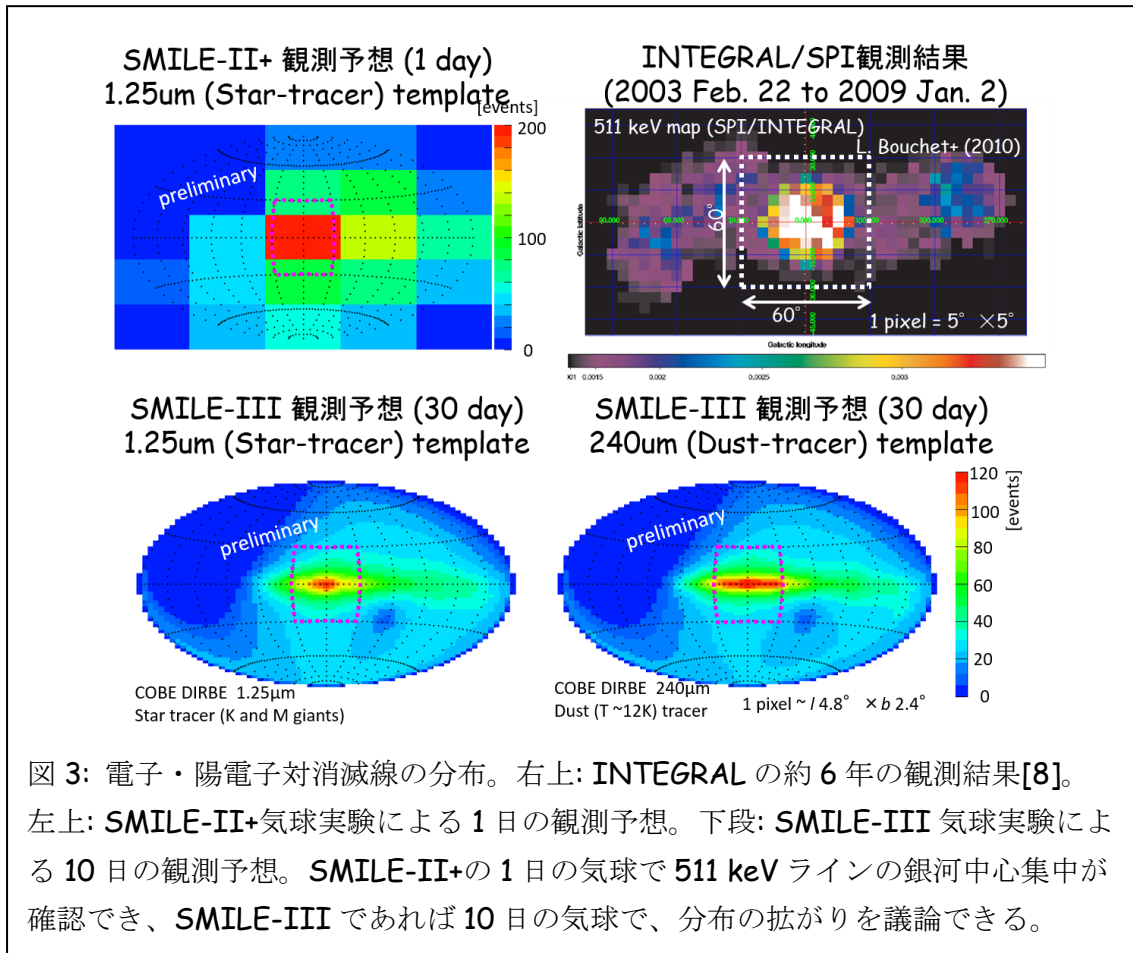 SMILE-II+ 観測予想 (1 day)
1.25um (Star-tracer) template
[events]
preliminary
200
100
0
INTEGRAL/SPI観測結果
(2003 Feb. 22 to 2009 Jan. 2)
511 keV map (SPI/INTEGRAL)
L. Bouchet+ (2010)
Galactic latitude
60°
60°
1 pixel = 5° ×5°
Galactic longitude
0.0015
0.002
0.0025
0.003
SMILE-III 観測予想 (30 day)
1.25um (Star-tracer) template
preliminary
COBE DIRBE 1.25μm
Star tracer (K and M giants)
SMILE-III 観測予想 (30 day)
240um (Dust-tracer) template
preliminary
COBE DIRBE 240μm
Dust (T ~12K) tracer
1 pixel ~ l 4.8° × b 2.4°
120
100
80
60
40
20
0
[events]
図 3: 電子・陽電子対消滅線の分布。右上: INTEGRAL の約 6 年の観測結果[8]。
左上: SMILE-II+気球実験による 1 日の観測予想。下段: SMILE-III 気球実験によ
る 10 日の観測予想。SMILE-II+の 1 日の気球で 511 keV ラインの銀河中心集中が
確認でき、SMILE-III であれば 10 日の気球で、分布の拡がりを議論できる。